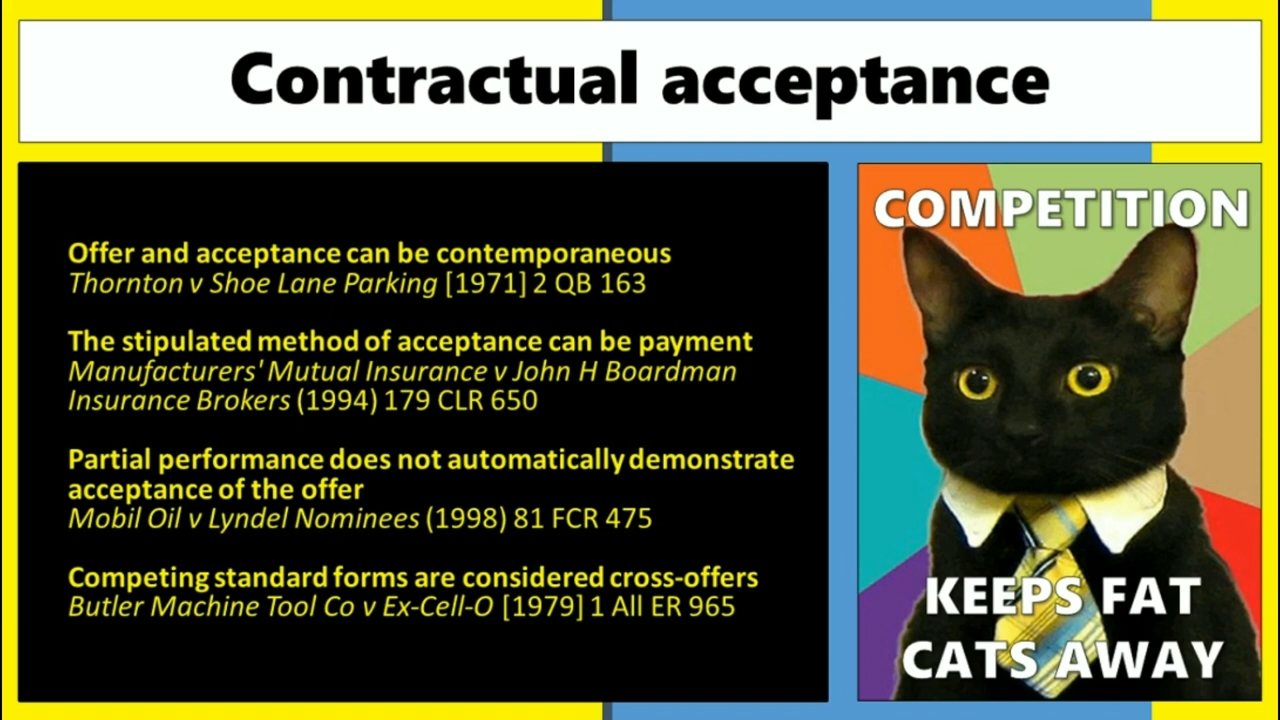 Contractual acceptance
Offer and acceptance can be contemporaneous
Thornton v Shoe Lane Parking [1971] 2 QB 163
The stipulated method of acceptance can be payment
Manufacturers' Mutual Insurance v John H Boardman
Insurance Brokers (1994) 179 CLR 650
Partial performance does not automatically demonstrate
acceptance of the offer
Mobil Oil v Lyndel Nominees (1998) 81 FCR 475
Competing standard forms are considered cross-offers
Butler Machine Tool Co v Ex-Cell-O [1979] 1 All ER 965
COMPETITION
KEEPS FAT
CATS AWAY